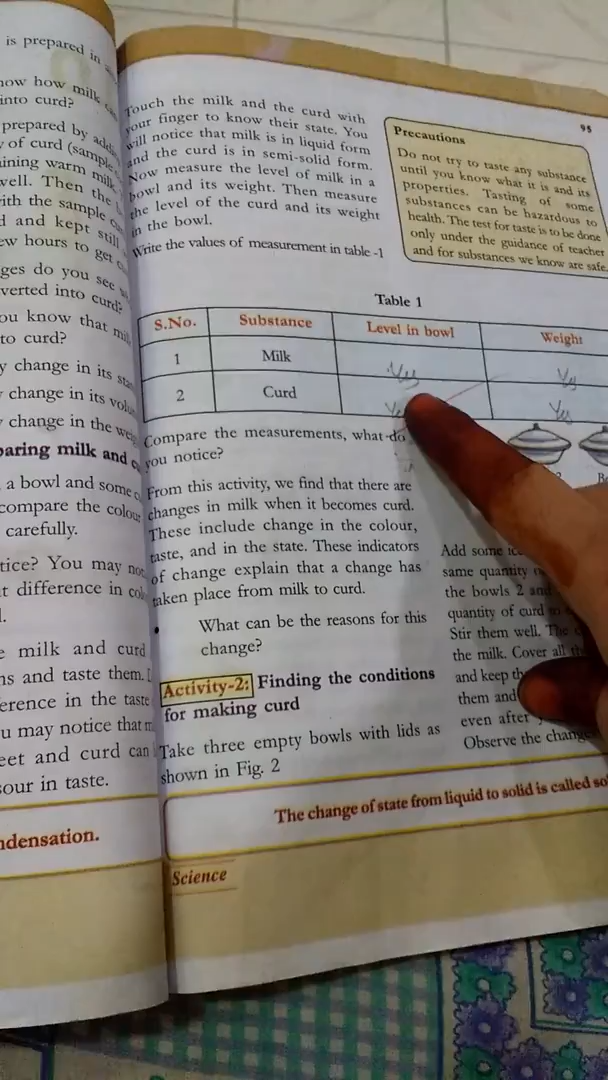 is prepared in
now how milk
into curd?
prepared by
of curd (sample
warm milk
well. Then the
with the sample
and kept still
few hours to get
ges do you see
verted into curd?
ou know that
to curd?
y change in its
change in its
change in the
paring milk and
a bowl and some
compare the
carefully.
tice? You may
t difference in
milk and curd
ns and taste them.
erence in the taste
u may notice that
eet and curd can
sour in taste.
ndensation.
Touch the milk and the curd with
your finger to know their state. You
will notice that milk is in liquid form
and the curd is in semi-solid form.
Now measure the level of milk in a
bowl and its weight. Then measure
the level of the curd and its weight
in the bowl.
Write the values of measurement in table -1
95
Precautions
Do not try to taste any substance
until you know what it is and its
properties. Tasting of some
substances can be hazardous to
health. The test for taste is to be done
only under the guidance of teacher
and for substances we know are safe.
Table 1
S.No. Substance Level in bowl Weight
1 Milk Yes Yes
2 Curd Yes Yes
Compare the measurements, what do
you notice?
From this activity, we find that there are
changes in milk when it becomes curd.
These include change in the colour,
taste, and in the state. These indicators
of change explain that a change has
taken place from milk to curd.
• What can be the reasons for this
change?
Activity-2: Finding the conditions
for making curd
Take three empty bowls with lids as
shown in Fig. 2
Add some
same quantity
the bowls 2 and
quantity of curd
Stir them well. The
the milk. Cover all
and keep
them and
even after
Observe the
The change of state from liquid to solid is called
Science